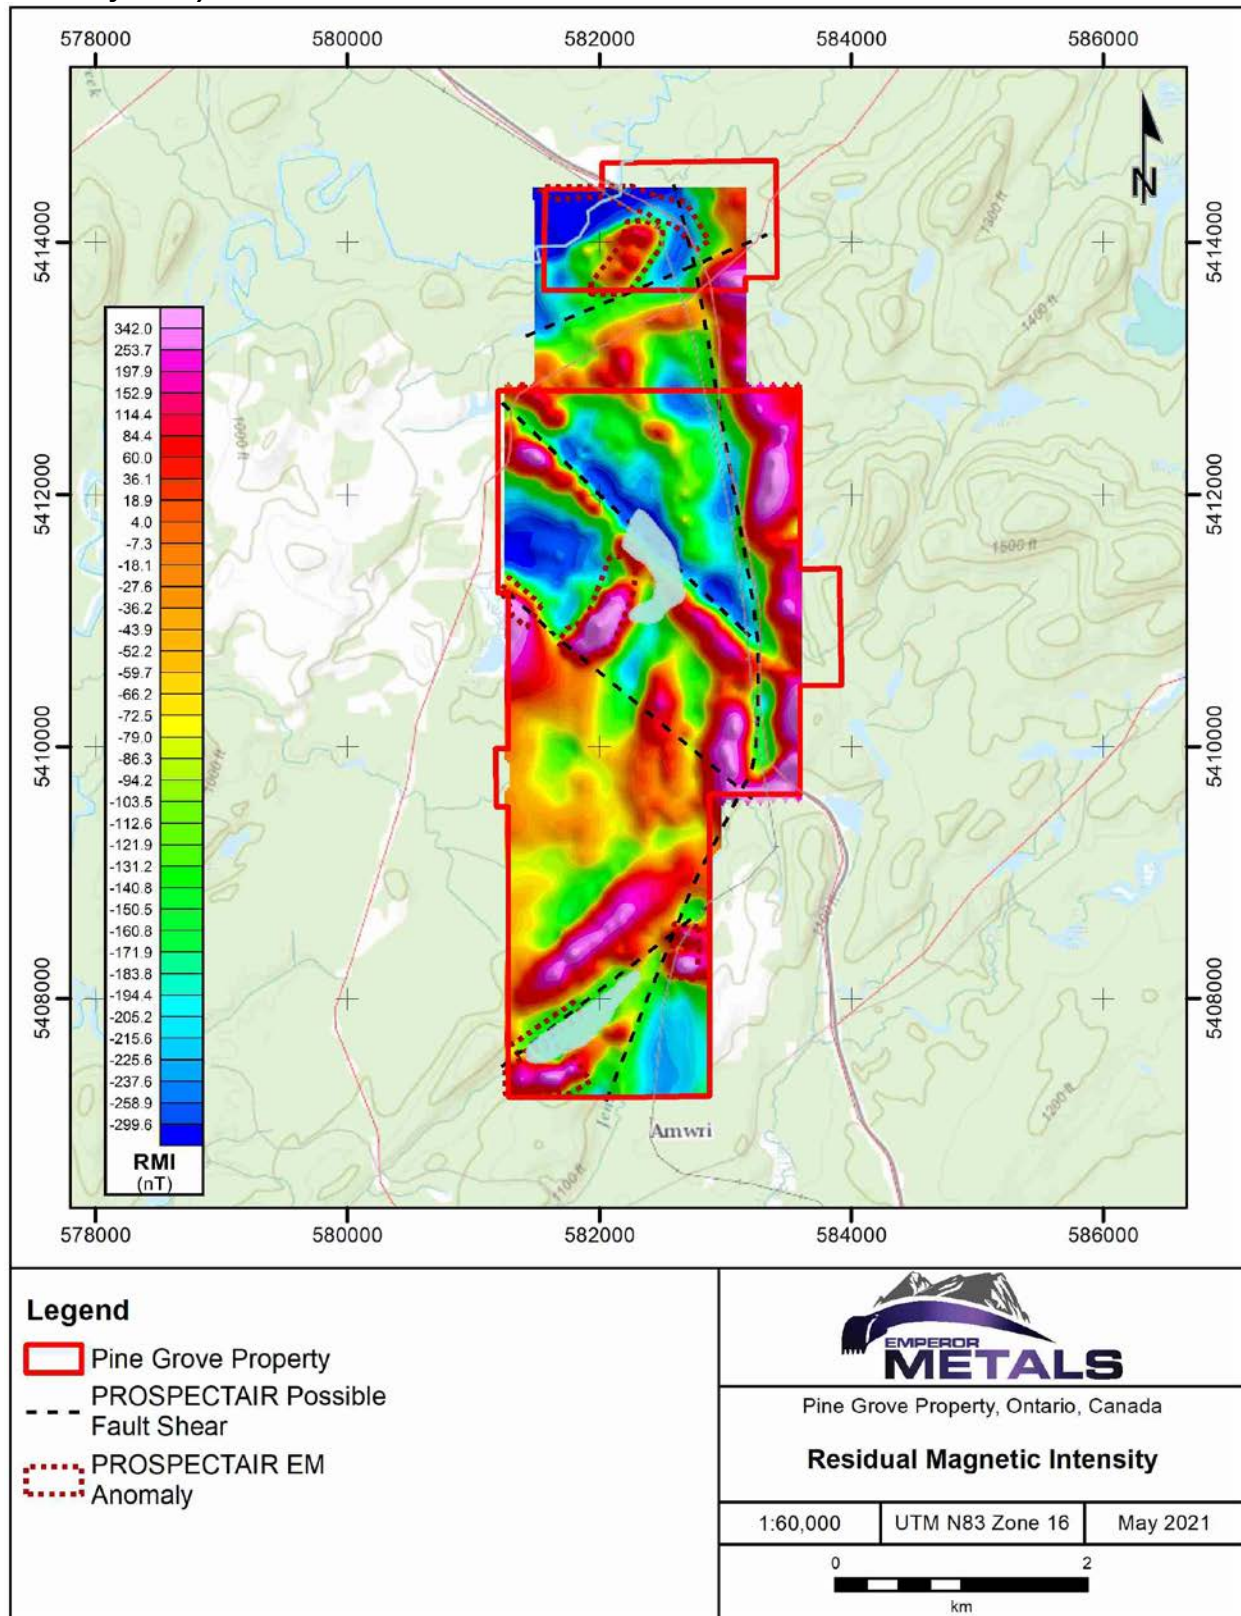 578000 580000 582000 584000 586000
5414000
5412000
5410000
5408000
5414000
5412000
5410000
5408000
N
eek
1300 ft
1400 ft
1000 ft
1500 ft
1000 ft
1200 ft
1100 ft
Amwri
342.0
253.7
197.9
152.9
114.4
84.4
60.0
36.1
18.9
4.0
-7.3
-18.1
-27.6
-36.2
-43.9
-52.2
-59.7
-66.2
-72.5
-79.0
-86.3
-94.2
-103.5
-112.6
-121.9
-131.2
-140.8
-150.5
-160.8
-171.9
-183.8
-194.4
-205.2
-215.6
-225.6
-237.6
-258.9
-299.6
RMI
(nT)
578000 580000 582000 584000 586000
Legend
Pine Grove Property
PROSPECTAIR Possible
Fault Shear
PROSPECTAIR EM
Anomaly
EMPEROR
METALS
Pine Grove Property, Ontario, Canada
Residual Magnetic Intensity
1:60,000 UTM N83 Zone 16 May 2021
0 2
km